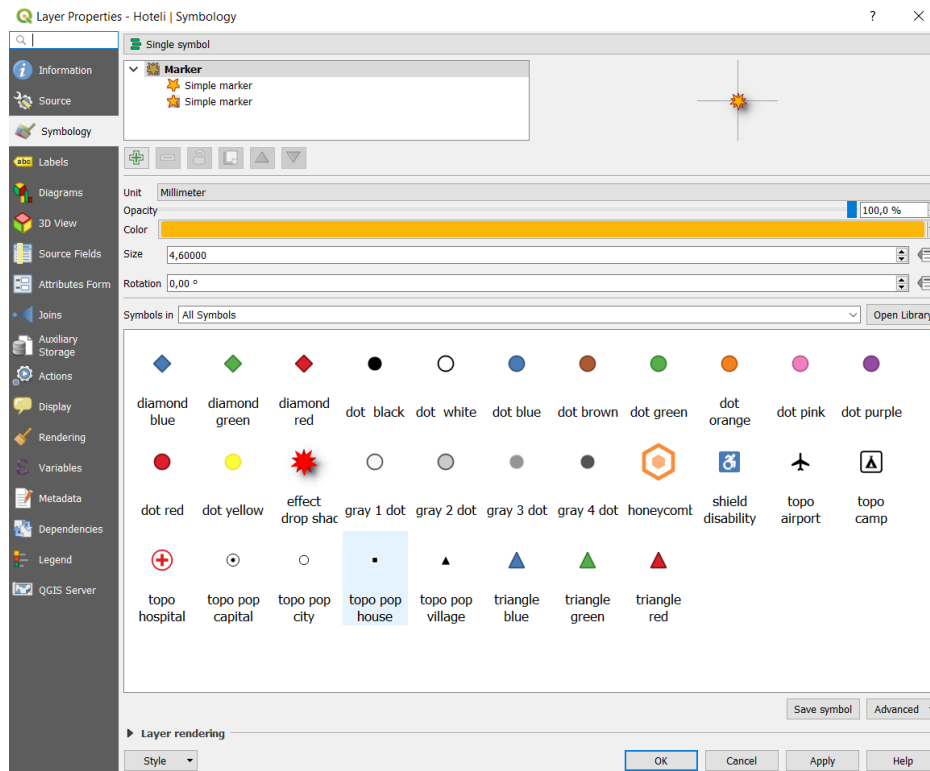 Layer Properties - Hoteli | Symbology
Single symbol
Information
Marker
Simple marker
Source
Simple marker
Symbology
abc Labels
Diagrams
Unit Millimeter
Opacity 100,0 %
3D View
Color
Source Fields
Size 4,60000
Attributes Form
Rotation 0,00 °
Joins
Symbols in All Symbols Open Library
Auxiliary
Storage
Actions
Display
Rendering
Variables
Metadata
Dependencies
Legend
QGIS Server
diamond blue
diamond green
diamond red
dot black
dot white
dot blue
dot brown
dot green
dot orange
dot pink
dot purple
dot red
dot yellow
effect drop shac
gray 1 dot
gray 2 dot
gray 3 dot
gray 4 dot
honeycomb
shield disability
topo airport
topo camp
topo hospital
topo pop capital
topo pop city
topo pop house
topo pop village
triangle blue
triangle green
triangle red
Save symbol Advanced
Layer rendering
Style OK Cancel Apply Help